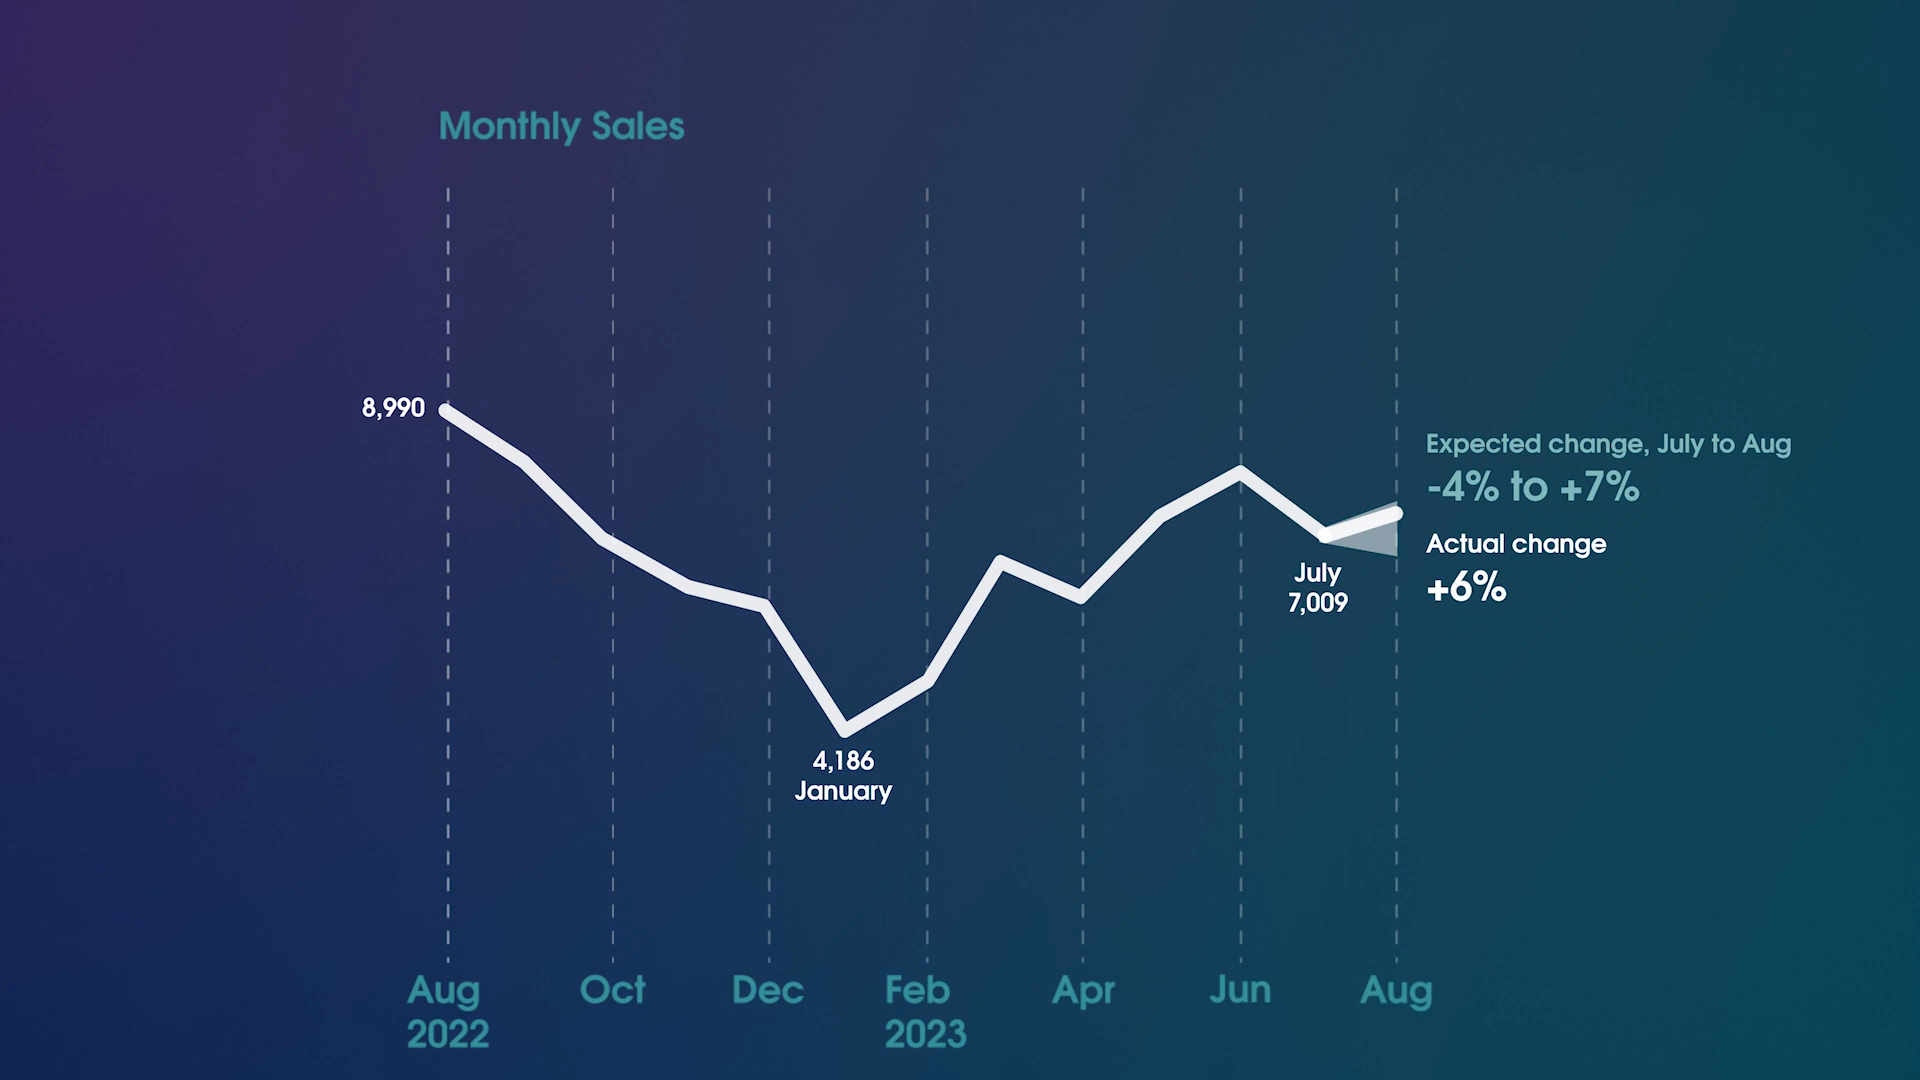 Monthly Sales
8,990
Expected change, July to Aug
-4% to +7%
Actual change
+6%
July
7,009
4,186
January
Aug
2022
Oct
Dec
Feb
2023
Apr
Jun
Aug